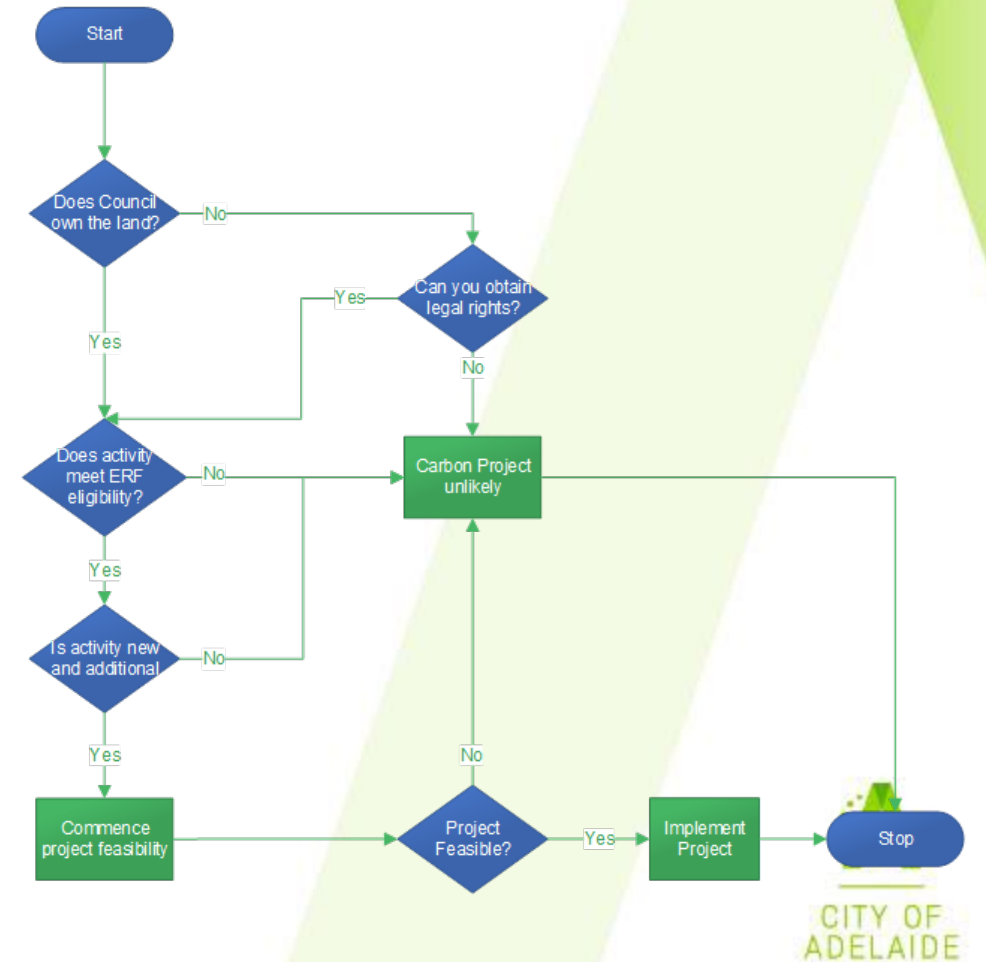 Start
Does Council
own the land?
No
Can you obtain
legal rights?
Yes
Yes
No
Does activity
meet ERF
eligibility?
No
Carbon Project
unlikely
Yes
Is activity new
and additional
No
Yes
No
Commence
project feasibility
Project
Feasible?
Yes
Implement
Project
Stop
CITY OF
ADELAIDE